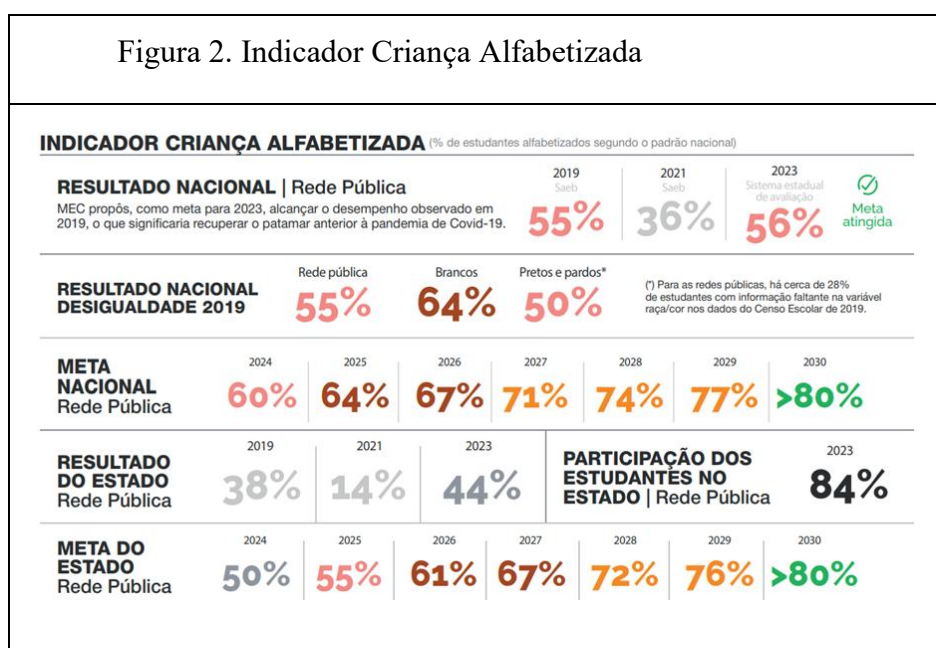 Figura 2. Indicador Criança Alfabetizada
INDICADOR CRIANÇA ALFABETIZADA (% de estudantes alfabetizados segundo o padrão nacional)
RESULTADO NACIONAL | Rede Pública
MEC propôs, como meta para 2023, alcançar o desempenho observado em
2019, o que significaria recuperar o patamar anterior à pandemia de Covid-19.
2019
Saeb
55%
2021
Saeb
36%
2023
Sistema estadual
de avaliação
56%
Meta
atingida
RESULTADO NACIONAL
DESIGUALDADE 2019
Rede pública
55%
Brancos
64%
Pretos e pardos*
50%
(*) Para as redes públicas, há cerca de 28%
de estudantes com informação faltante na variável
raça/cor nos dados do Censo Escolar de 2019.
META
NACIONAL
Rede Pública
2024 2025 2026 2027 2028 2029 2030
60% 64% 67% 71% 74% 77% >80%
RESULTADO
DO ESTADO
Rede Pública
2019 2021 2023
38% 14% 44%
PARTICIPAÇÃO DOS
ESTUDANTES NO
ESTADO | Rede Pública
2023
84%
META DO
ESTADO
Rede Pública
2024 2025 2026 2027 2028 2029 2030
50% 55% 61% 67% 72% 76% >80%